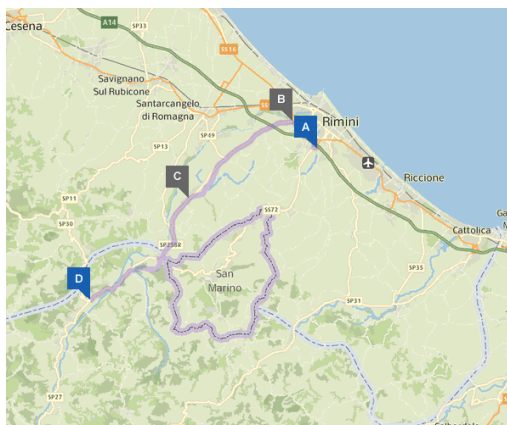 Cesena
SP33
A14
SS16
Savignano
Sul Rubicone
Santarcangelo
di Romagna
B
Rimini
A
SP49
SP13
Riccione
C
SP11
SP30
SS72
Cattolica
D
San
Marino
SP35
SP31
SP27